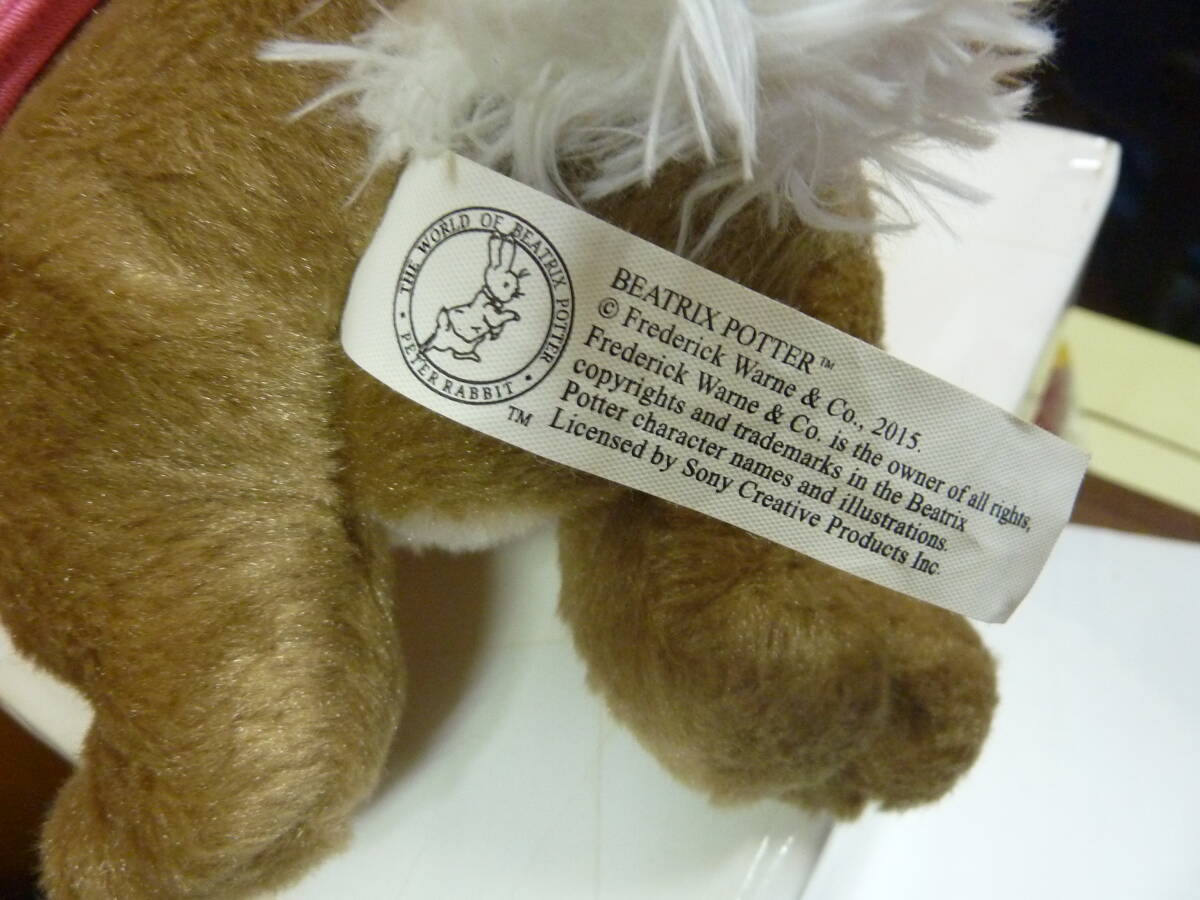 THE WORLD OF BEATRIX POTTER
• PETER RABBIT •
TM
BEATRIX POTTER™
© Frederick Warne & Co., 2015.
Frederick Warne & Co. is the owner of all rights,
copyrights and trademarks in the Beatrix
Potter character names and illustrations.
Licensed by Sony Creative Products Inc.